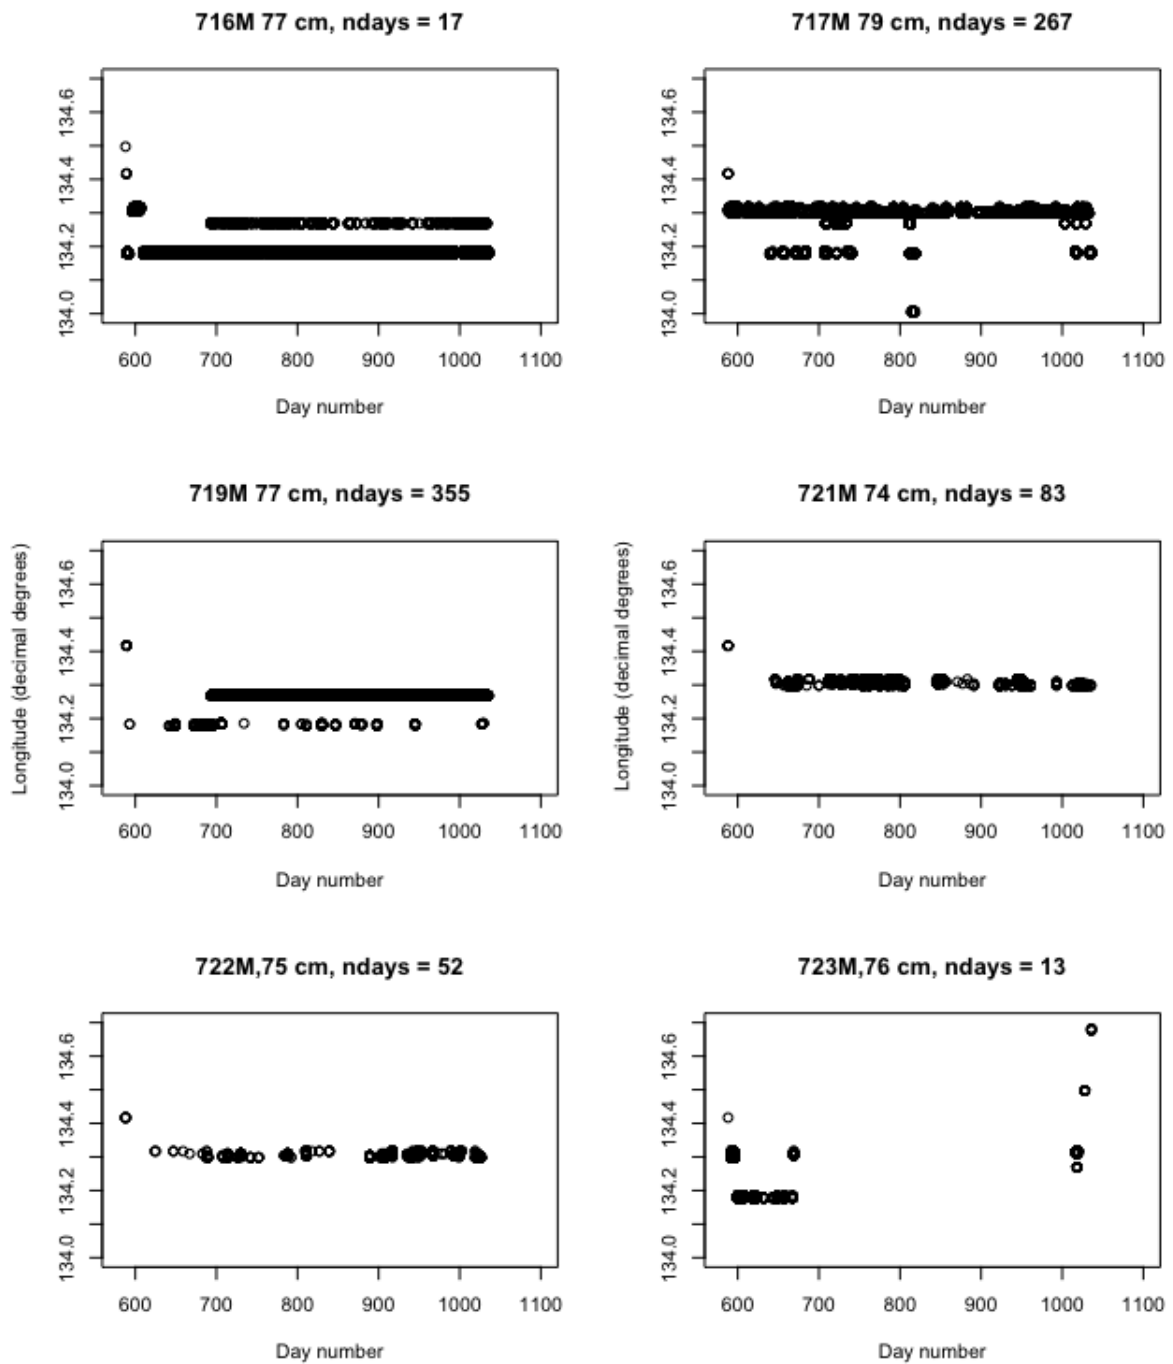 716M 77 cm, ndays = 17
134.0 134.2 134.4 134.6
600 700 800 900 1000 1100
Day number
717M 79 cm, ndays = 267
134.0 134.2 134.4 134.6
600 700 800 900 1000 1100
Day number
719M 77 cm, ndays = 355
Longitude (decimal degrees)
134.0 134.2 134.4 134.6
600 700 800 900 1000 1100
Day number
721M 74 cm, ndays = 83
Longitude (decimal degrees)
134.0 134.2 134.4 134.6
600 700 800 900 1000 1100
Day number
722M,75 cm, ndays = 52
134.0 134.2 134.4 134.6
600 700 800 900 1000 1100
Day number
723M,76 cm, ndays = 13
134.0 134.2 134.4 134.6
600 700 800 900 1000 1100
Day number